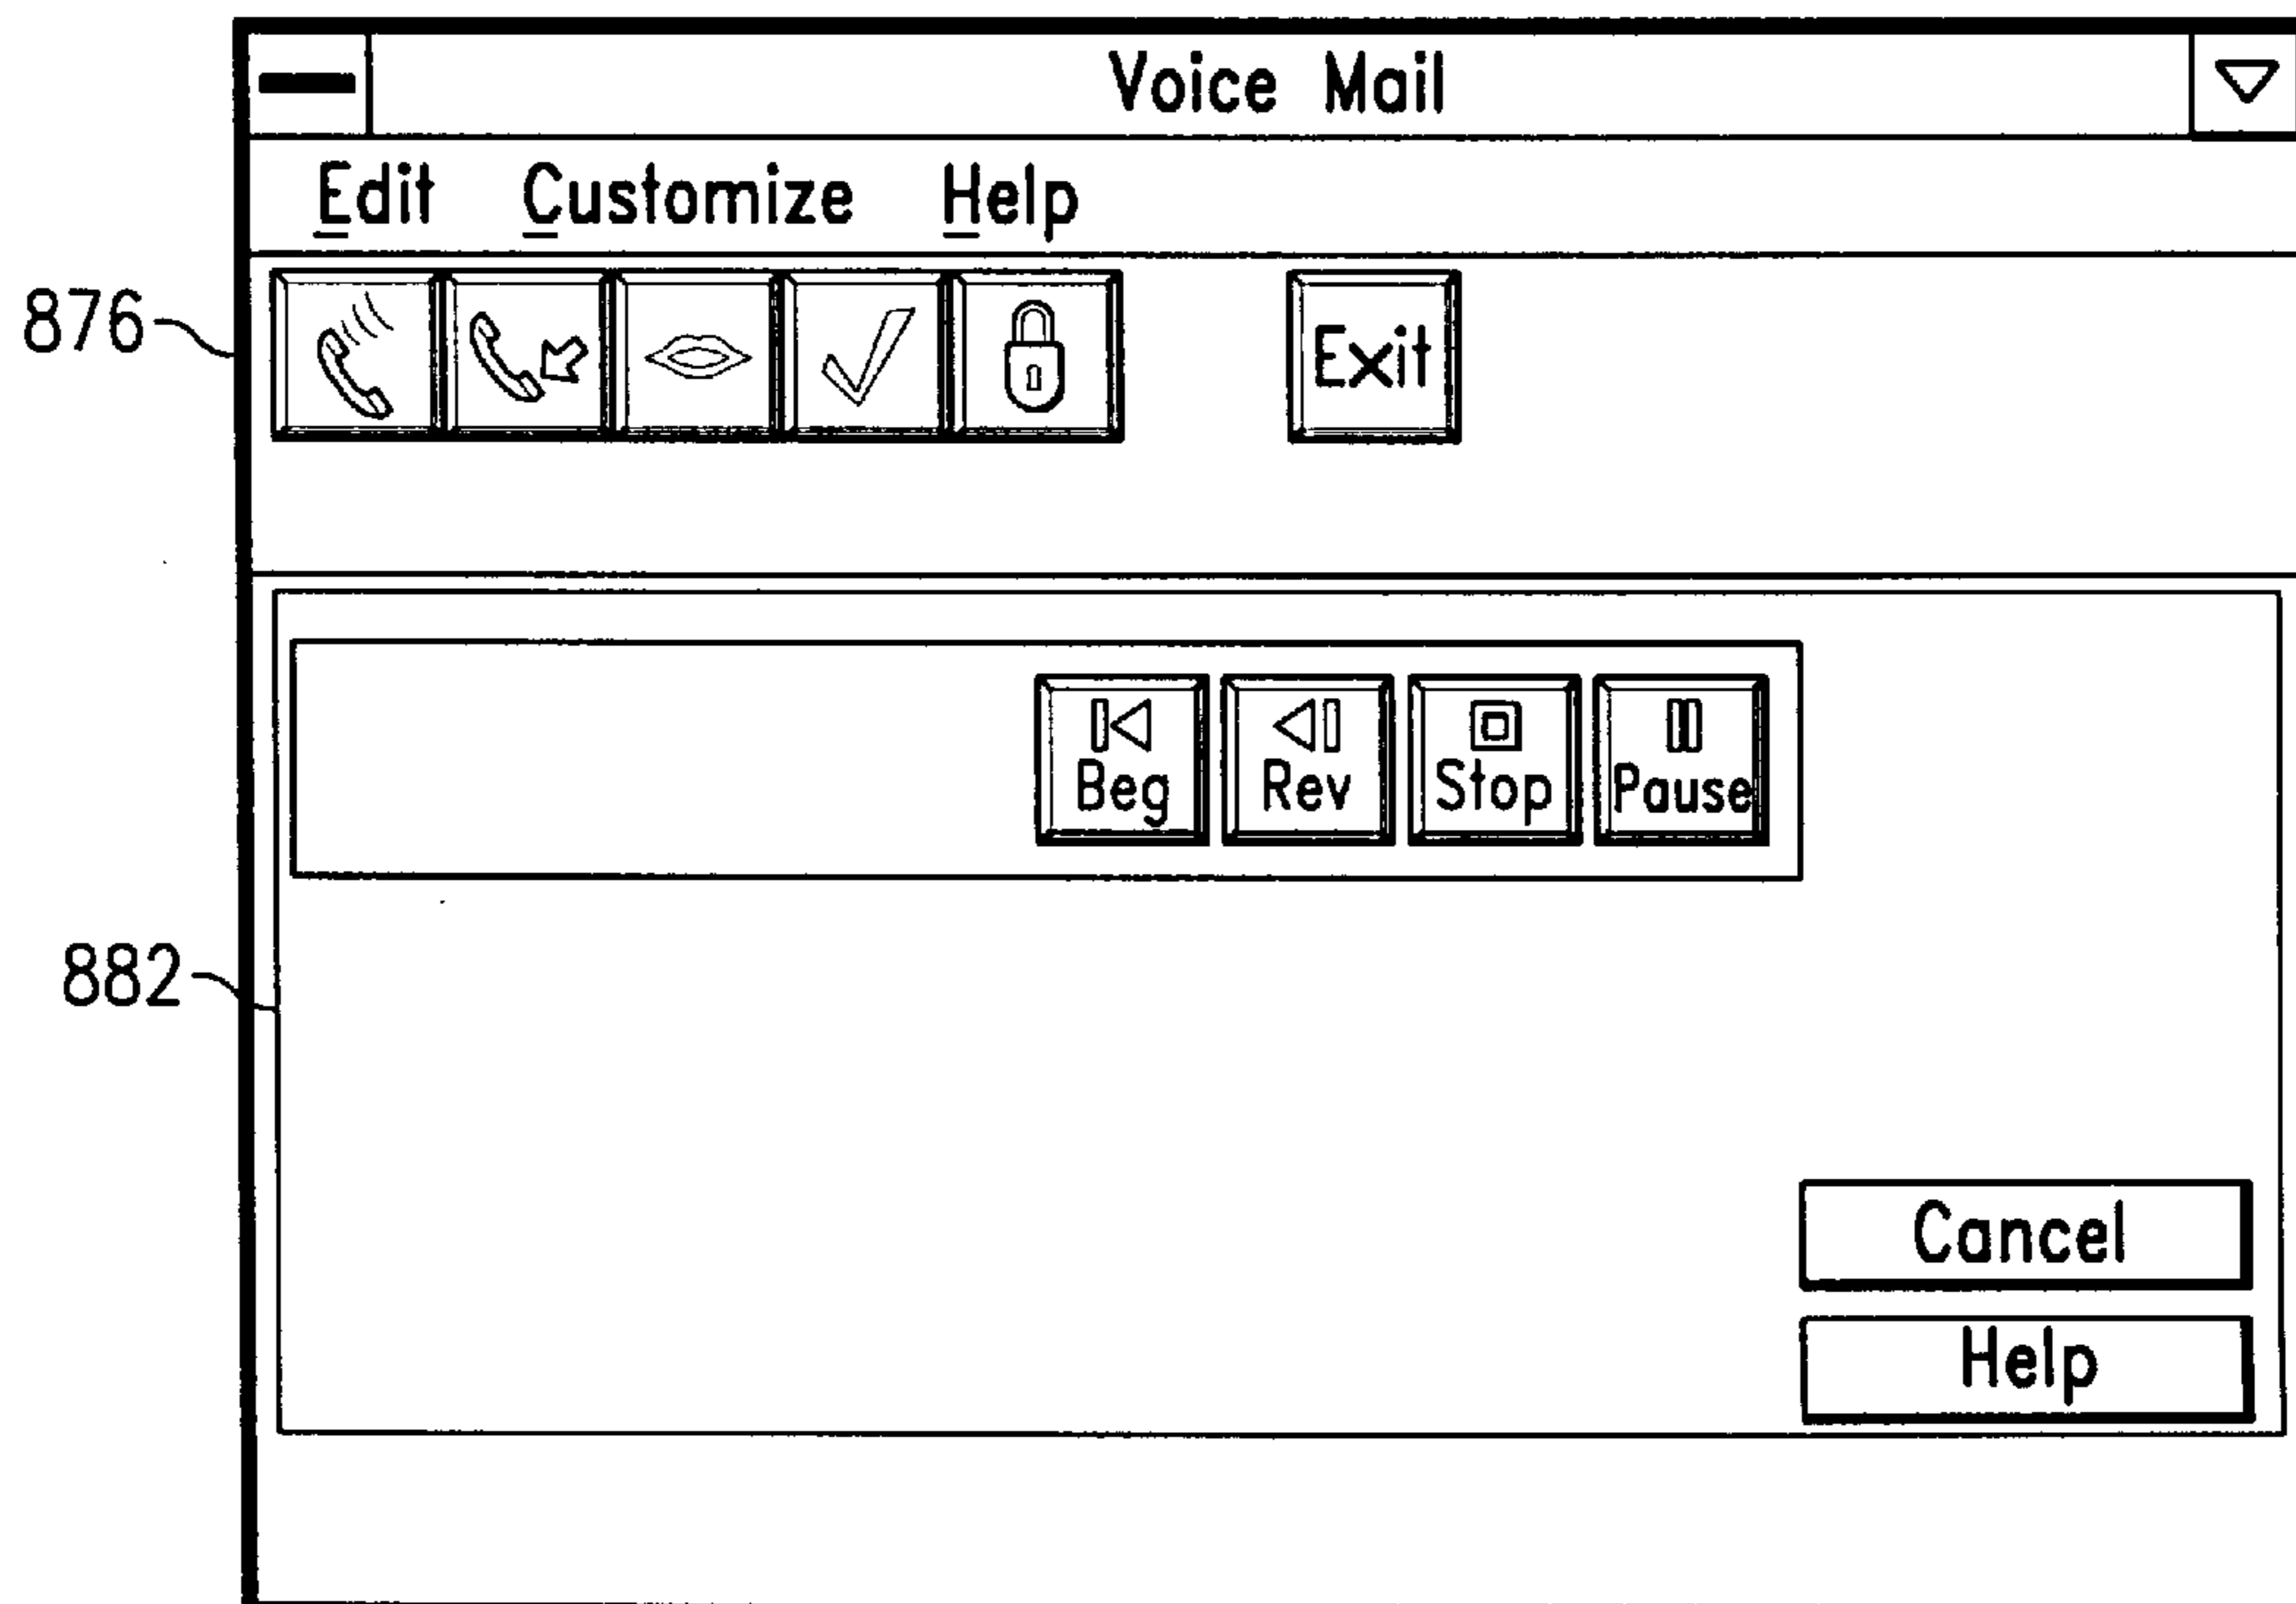 Voice Mail
Edit Customize Help
876
Exit
Beg Rev Stop Pause
882
Cancel
Help